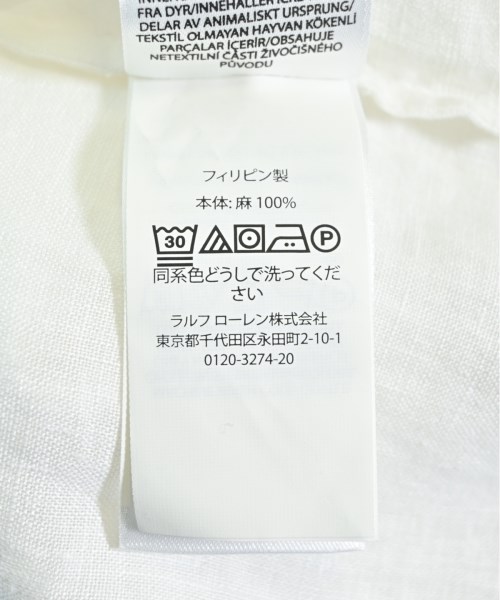 FRA DYR/INNEHÅLLER ICKE
DELAR AV ANIMALISKT URSPRUNG/
TEKSTİL OLMAYAN HAYVAN KÖKENLİ
PARÇALAR İÇERİR/OBSAHUJE
NETEXTILNÍ ČÁSTI ŽIVOČIŠNÉHO
PŮVODU
フィリピン製
本体: 麻 100%
30 P
同系色どうしで洗ってくだ
さい
ラルフ ローレン株式会社
東京都千代田区永田町2-10-1
0120-3274-20